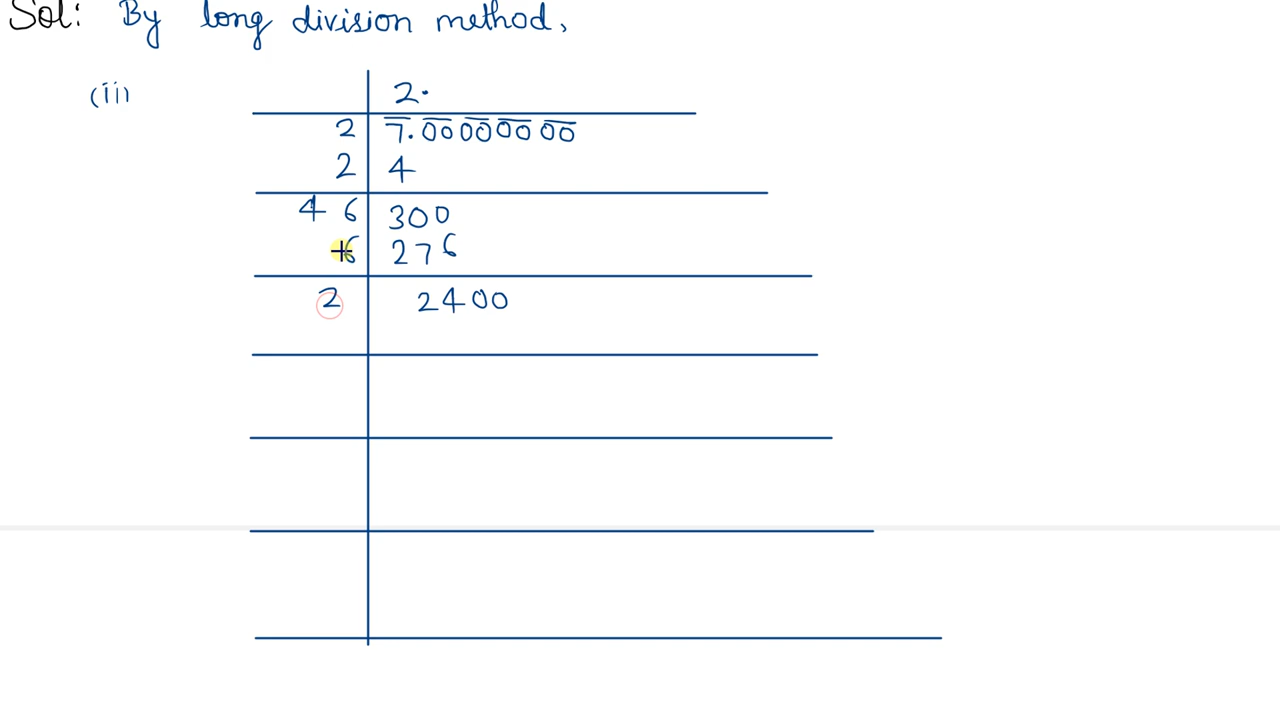 Sol: By long division method,
(ii) 2.
2 7.00000000
2 4
46 300
+6 276
2 2400